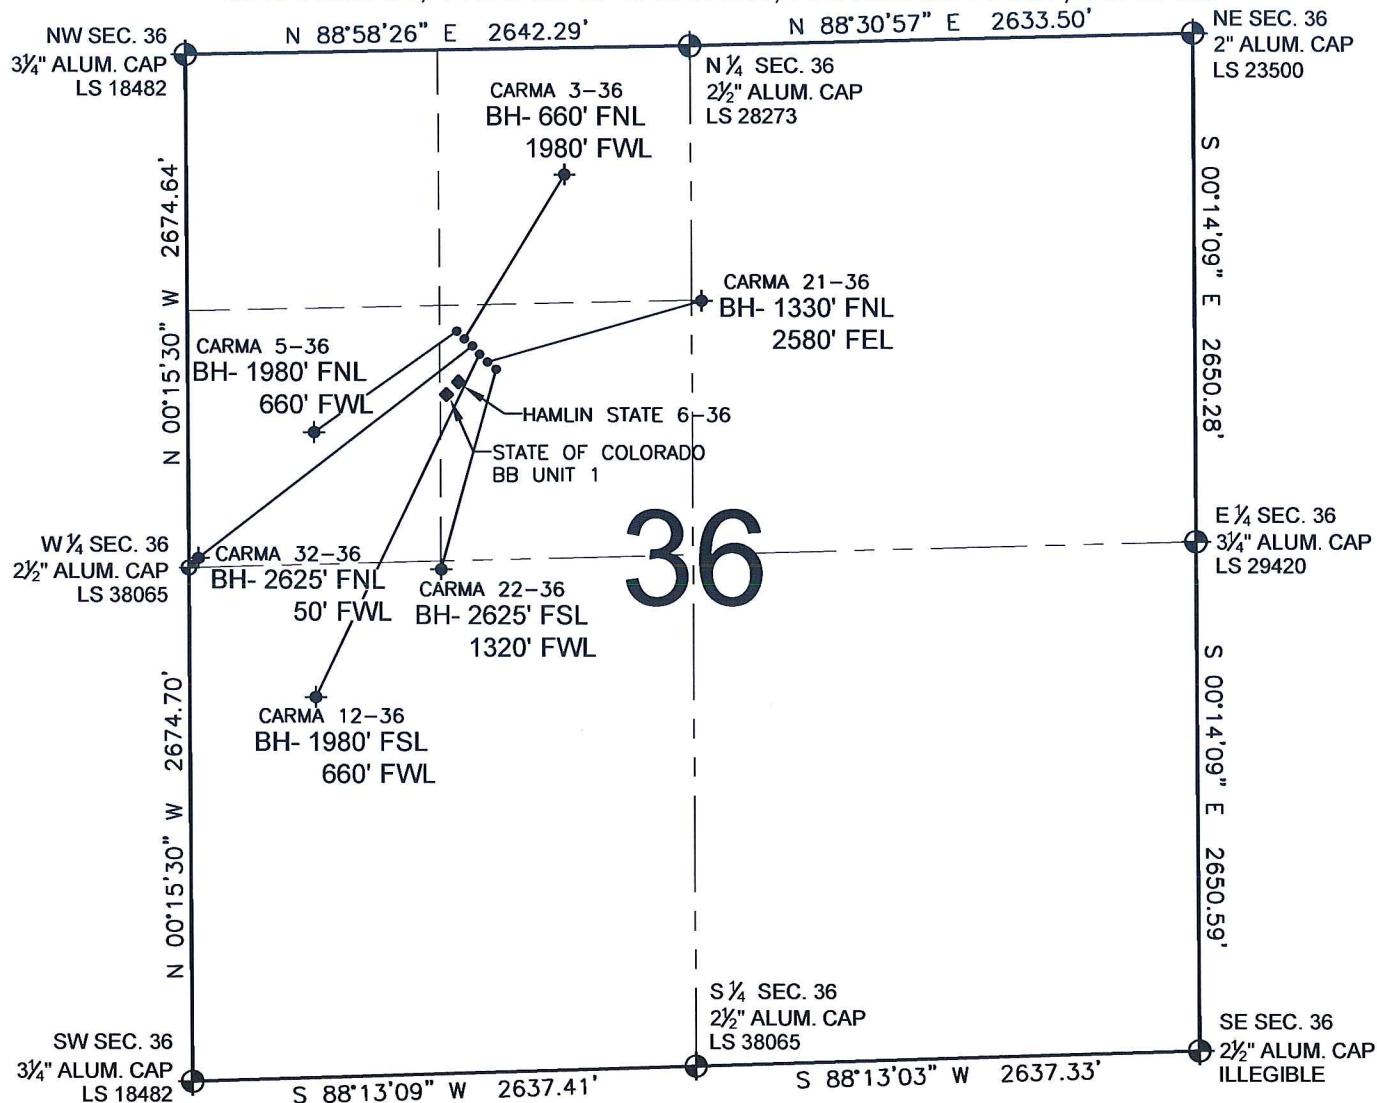 N 88°58'26" E 2642.29'
N 88°30'57" E 2633.50'
NW SEC. 36
3¼" ALUM. CAP
LS 18482
NE SEC. 36
2" ALUM. CAP
LS 23500
N ¼ SEC. 36
2½" ALUM. CAP
LS 28273
CARMA 3-36
BH- 660' FNL
1980' FWL
N 00°15'30" W 2674.64'
S 00°14'09" E 2650.28'
CARMA 21-36
BH- 1330' FNL
2580' FEL
CARMA 5-36
BH- 1980' FNL
660' FWL
HAMLIN STATE 6-36
STATE OF COLORADO
BB UNIT 1
36
W ¼ SEC. 36
2½" ALUM. CAP
LS 38065
E ¼ SEC. 36
3¼" ALUM. CAP
LS 29420
CARMA 32-36
BH- 2625' FNL
50' FWL
CARMA 22-36
BH- 2625' FSL
1320' FWL
N 00°15'30" W 2674.70'
S 00°14'09" E 2650.59'
CARMA 12-36
BH- 1980' FSL
660' FWL
S ¼ SEC. 36
2½" ALUM. CAP
LS 38065
SW SEC. 36
3¼" ALUM. CAP
LS 18482
SE SEC. 36
2½" ALUM. CAP
ILLEGIBLE
S 88°13'09" W 2637.41'
S 88°13'03" W 2637.33'